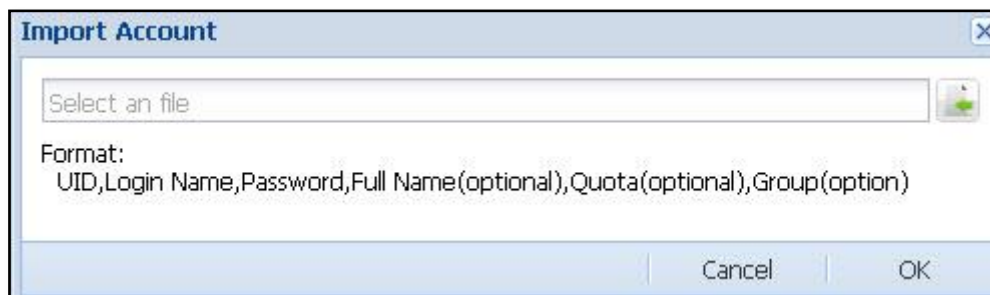 Import Account
Select an file
Format:
UID,Login Name,Password,Full Name(optional),Quota(optional),Group(option)
Cancel OK